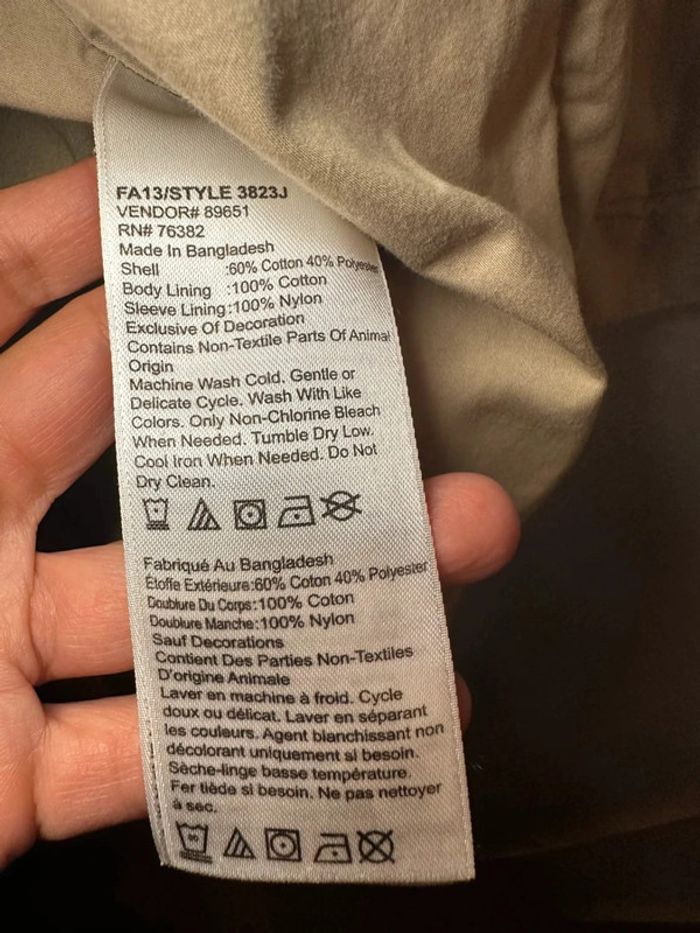 FA13/STYLE 3823J
VENDOR# 89651
RN# 76382
Made In Bangladesh
Shell :60% Cotton 40% Polyester
Body Lining :100% Cotton
Sleeve Lining:100% Nylon
Exclusive Of Decoration
Contains Non-Textile Parts Of Animal
Origin
Machine Wash Cold. Gentle or
Delicate Cycle. Wash With Like
Colors. Only Non-Chlorine Bleach
When Needed. Tumble Dry Low.
Cool Iron When Needed. Do Not
Dry Clean.
Fabriqué Au Bangladesh
Étoffe Extérieure:60% Coton 40% Polyester
Doublure Du Corps:100% Coton
Doublure Manche:100% Nylon
Sauf Decorations
Contient Des Parties Non-Textiles
D'origine Animale
Laver en machine à froid. Cycle
doux ou délicat. Laver en séparant
les couleurs. Agent blanchissant non
décolorant uniquement si besoin.
Sèche-linge basse température.
Fer tiède si besoin. Ne pas nettoyer
à sec.